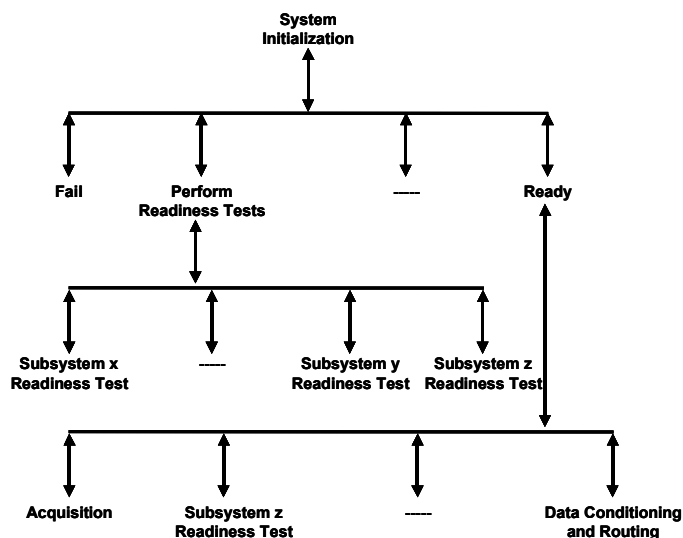 System
Initialization
Fail
Perform
Readiness Tests
-----
Ready
Subsystem x
Readiness Test
-----
Subsystem y
Readiness Test
Subsystem z
Readiness Test
Acquisition
Subsystem z
Readiness Test
-----
Data Conditioning
and Routing